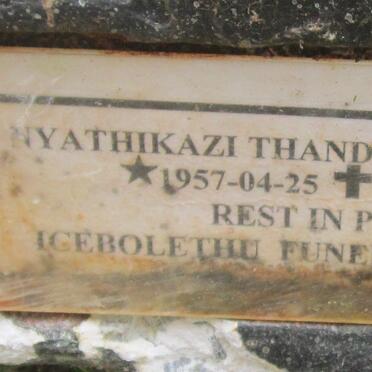 NYATHIKAZI THAND
★1957-04-25 ✝
REST IN P
ICEBOLETHU FUNE